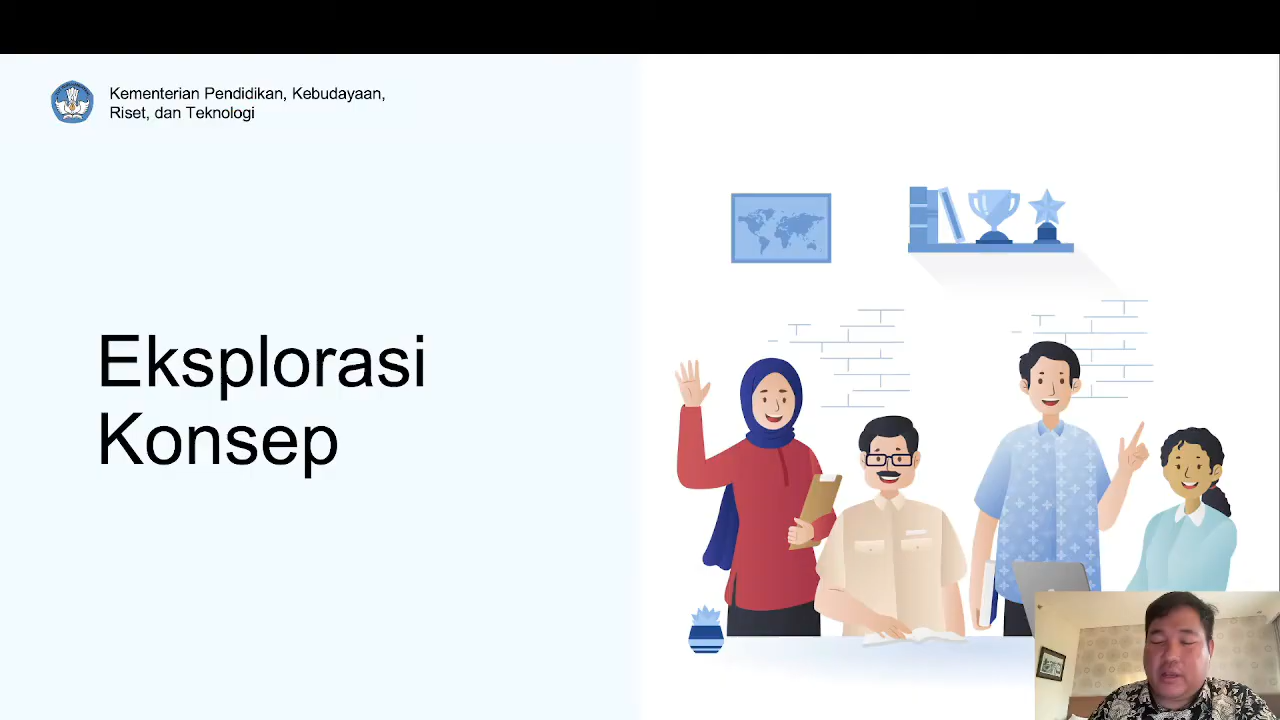 Kementerian Pendidikan, Kebudayaan,
Riset, dan Teknologi
Eksplorasi
Konsep